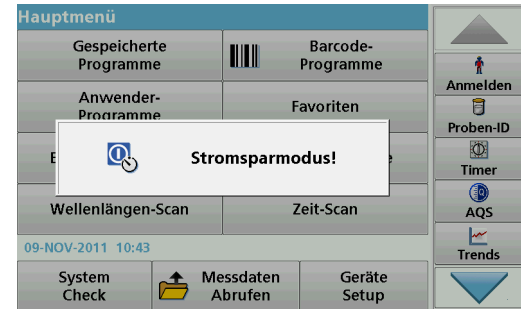 Hauptmenü
Gespeicherte
Programme
Barcode-
Programme
Anwender-
Programme
Favoriten
Stromsparmodus!
Wellenlängen-Scan
Zeit-Scan
09-NOV-2011 10:43
System
Check
Messdaten
Abrufen
Geräte
Setup
Anmelden
Proben-ID
Timer
AQS
Trends